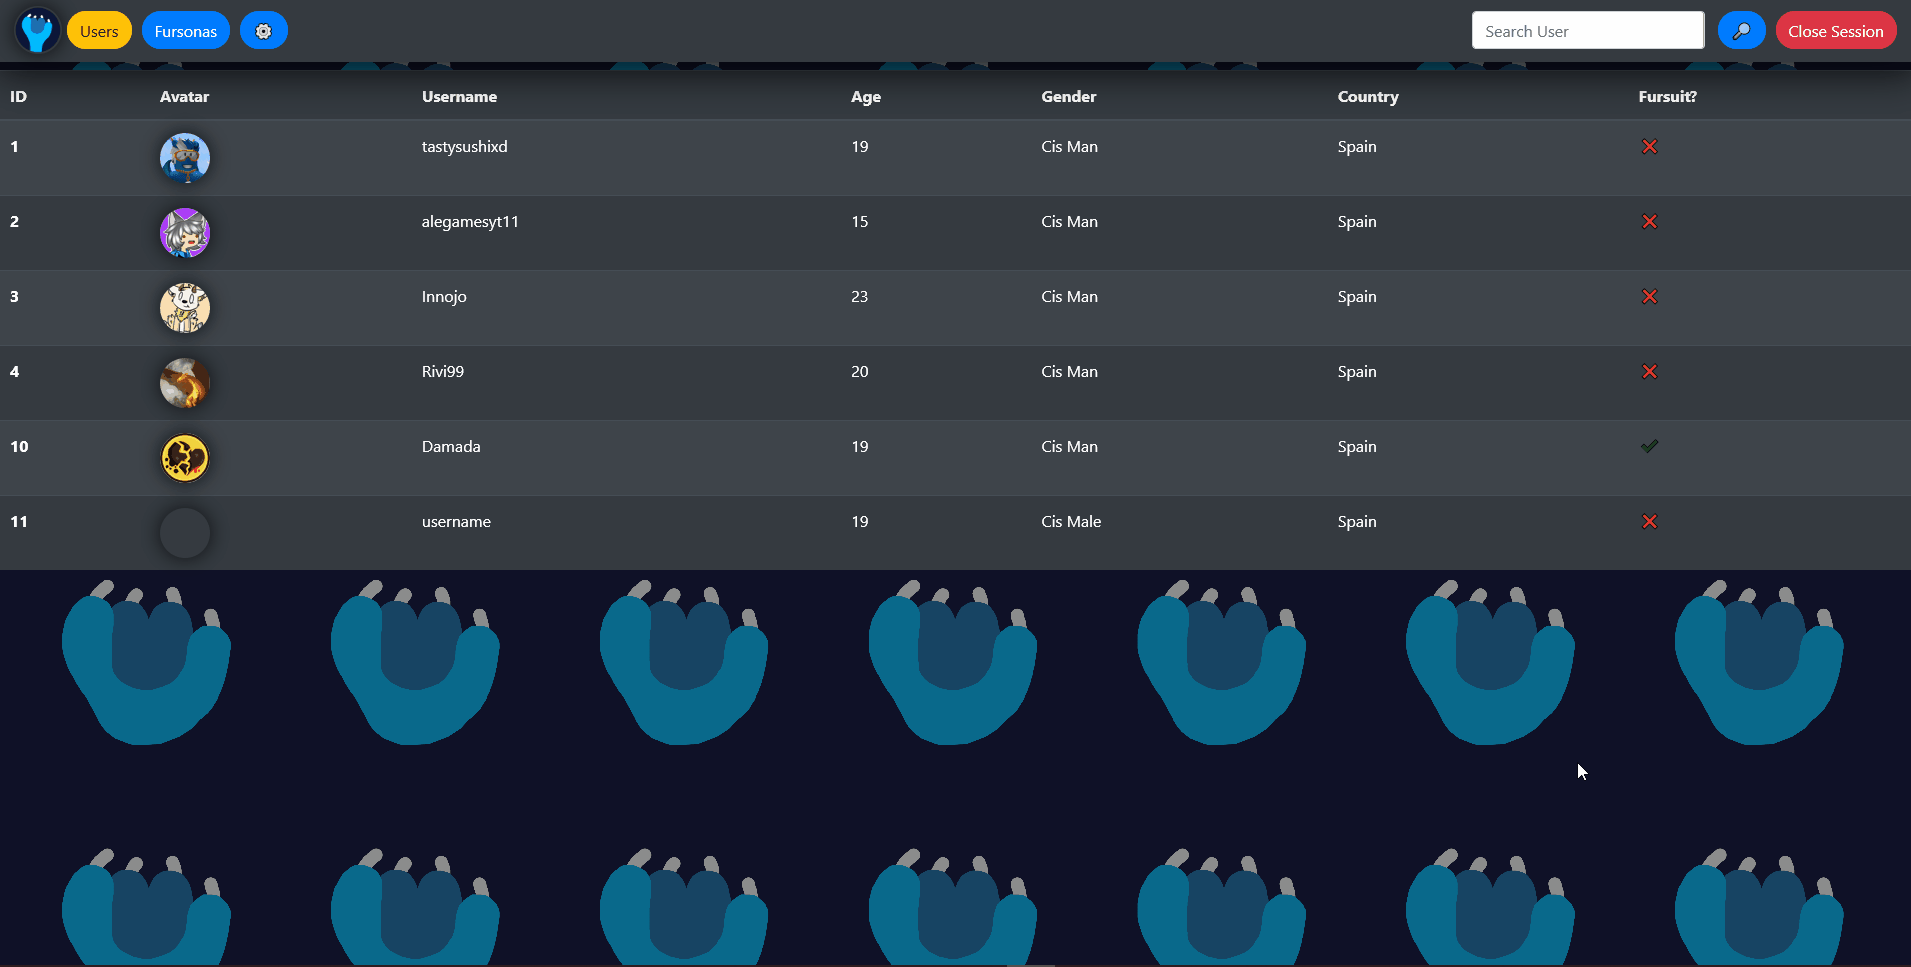 Users Fursonas Search User Close Session
ID Avatar Username Age Gender Country Fursuit?
1 tastysushixd 19 Cis Man Spain
2 alegamesyt11 15 Cis Man Spain
3 Innojo 23 Cis Man Spain
4 Rivi99 20 Cis Man Spain
10 Damada 19 Cis Man Spain
11 username 19 Cis Male Spain